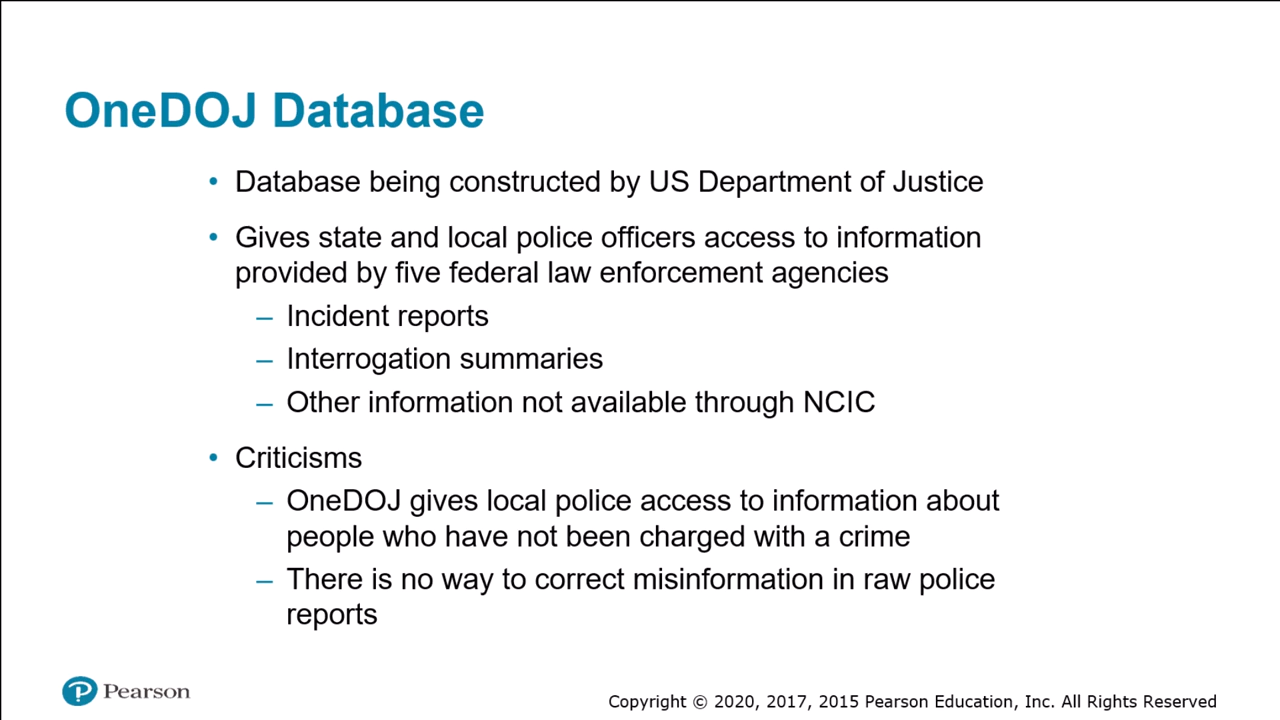 OneDOJ Database
• Database being constructed by US Department of Justice
• Gives state and local police officers access to information
provided by five federal law enforcement agencies
– Incident reports
– Interrogation summaries
– Other information not available through NCIC
• Criticisms
– OneDOJ gives local police access to information about
people who have not been charged with a crime
– There is no way to correct misinformation in raw police
reports
Pearson
Copyright © 2020, 2017, 2015 Pearson Education, Inc. All Rights Reserved